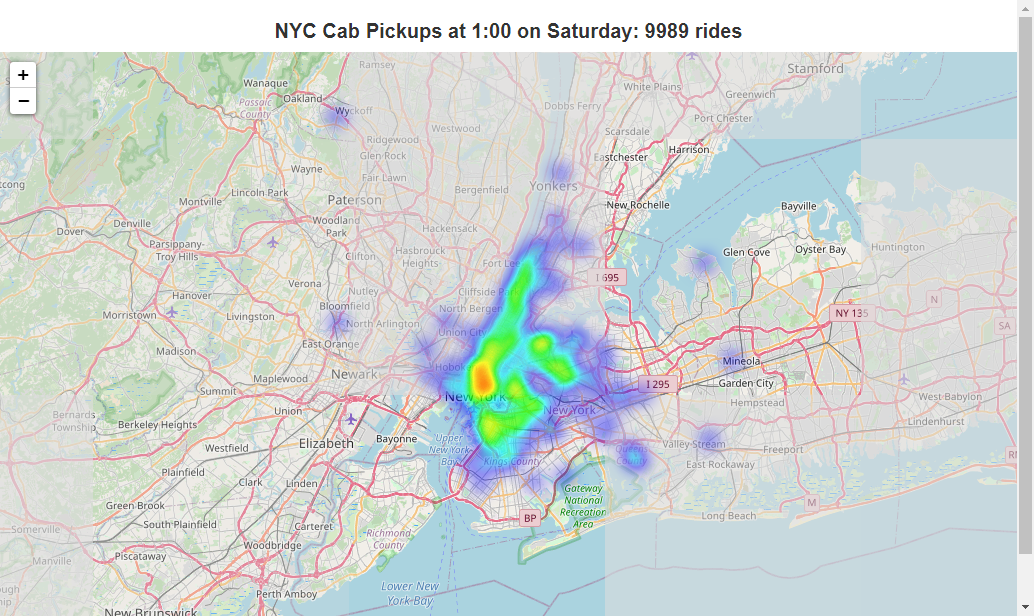 NYC Cab Pickups at 1:00 on Saturday: 9989 rides
+
−
Ramsey
Stamford
White Plains
Greenwich
Wanaque
Oakland
Passaic
County
Wyckoff
Dobbs Ferry
Port Chester
Ridgewood
Westwood
Scarsdale
Glen Rock
Eastchester
Harrison
Wayne
Fair Lawn
Yonkers
Lincoln Park
Bergenfield
Montville
Paterson
New Rochelle
Bayville
Denville
Woodland
Park
Hackensack
Dover
Parsippany-
Troy Hills
Clifton
Hasbrouck
Heights
Fort Lee
Glen Cove
Oyster Bay
Huntington
I 695
Verona
Nutley
Hanover
Bloomfield
North Bergen
N
NY 135
Morristown
Livingston
North Arlington
Union City
SA
East Orange
Madison
Mineola
Newark
Maplewood
Summit
I 295
Garden City
New York
New York
West Babylon
Hempstead
Union
Bernards
Township
Berkeley Heights
Elizabeth
Bayonne
Upper
New York
Bay
Lindenhurst
Valley Stream
Freeport
Westfield
Kings County
Queens
County
East Rockaway
Plainfield
Clark
Linden
Gateway
National
Recreation
Area
Green Brook
M
BP
Long Beach
South Plainfield
Carteret
Somerville
Richmond
County
Woodbridge
Piscataway
Manville
Perth Amboy
Lower New
York Bay
New Brunswick